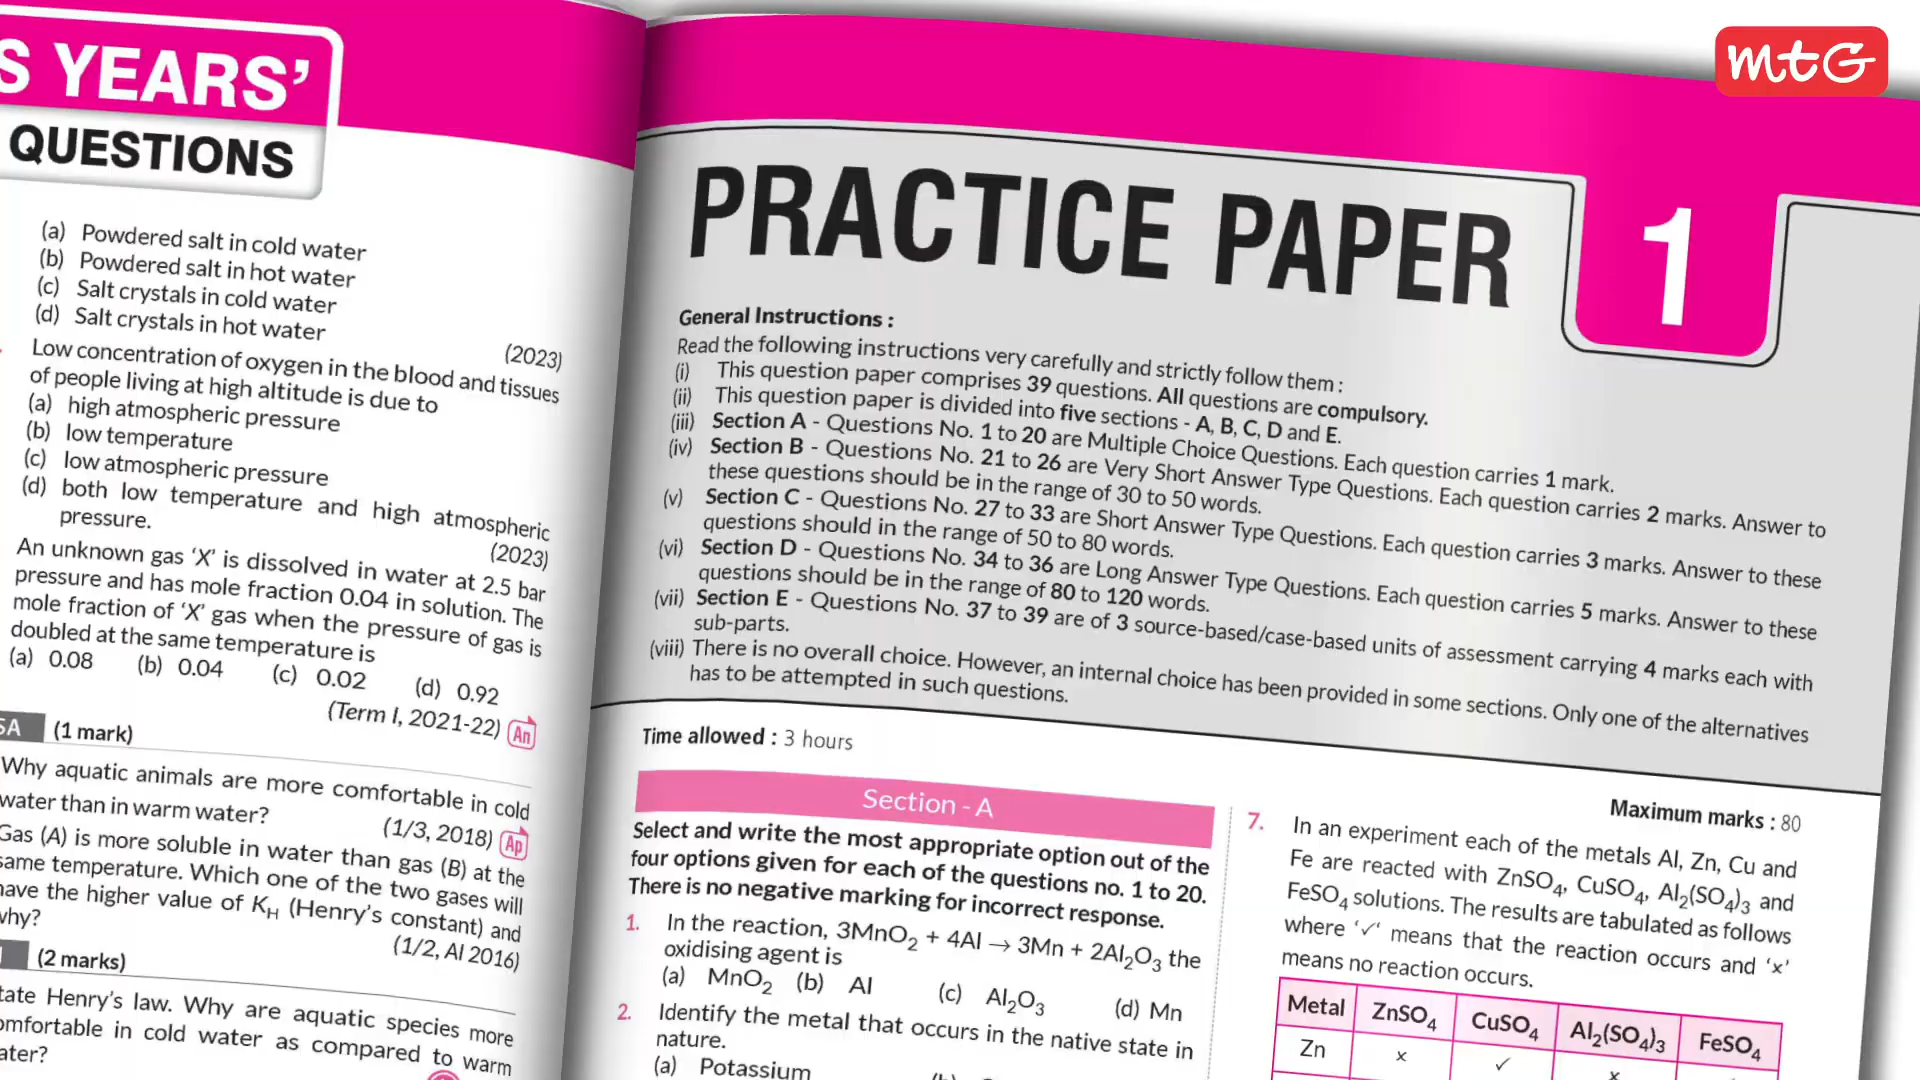 S YEARS’
QUESTIONS
(a) Powdered salt in cold water
(b) Powdered salt in hot water
(c) Salt crystals in cold water
(d) Salt crystals in hot water
(2023)
Low concentration of oxygen in the blood and tissues
of people living at high altitude is due to
(a) high atmospheric pressure
(b) low temperature
(c) low atmospheric pressure
(d) both low temperature and high atmospheric
pressure.
(2023)
An unknown gas ‘X’ is dissolved in water at 2.5 bar
pressure and has mole fraction 0.04 in solution. The
mole fraction of ‘X’ gas when the pressure of gas is
doubled at the same temperature is
(a) 0.08 (b) 0.04 (c) 0.02 (d) 0.92
(Term I, 2021-22) An
SA (1 mark)
Why aquatic animals are more comfortable in cold
water than in warm water?
(1/3, 2018) Ap
Gas (A) is more soluble in water than gas (B) at the
same temperature. Which one of the two gases will
have the higher value of KH (Henry’s constant) and
why?
(1/2, AI 2016)
(2 marks)
tate Henry’s law. Why are aquatic species more
omfortable in cold water as compared to warm
ater?
mtG
PRACTICE PAPER 1
General Instructions :
Read the following instructions very carefully and strictly follow them :
(i) This question paper comprises 39 questions. All questions are compulsory.
(ii) This question paper is divided into five sections - A, B, C, D and E.
(iii) Section A - Questions No. 1 to 20 are Multiple Choice Questions. Each question carries 1 mark.
(iv) Section B - Questions No. 21 to 26 are Very Short Answer Type Questions. Each question carries 2 marks. Answer to
these questions should be in the range of 30 to 50 words.
(v) Section C - Questions No. 27 to 33 are Short Answer Type Questions. Each question carries 3 marks. Answer to these
questions should in the range of 50 to 80 words.
(vi) Section D - Questions No. 34 to 36 are Long Answer Type Questions. Each question carries 5 marks. Answer to these
questions should be in the range of 80 to 120 words.
(vii) Section E - Questions No. 37 to 39 are of 3 source-based/case-based units of assessment carrying 4 marks each with
sub-parts.
(viii) There is no overall choice. However, an internal choice has been provided in some sections. Only one of the alternatives
has to be attempted in such questions.
Time allowed : 3 hours
Maximum marks : 80
Section - A
Select and write the most appropriate option out of the
four options given for each of the questions no. 1 to 20.
There is no negative marking for incorrect response.
1. In the reaction, 3MnO₂ + 4Al → 3Mn + 2Al₂O₃ the
oxidising agent is
(a) MnO₂ (b) Al (c) Al₂O₃ (d) Mn
2. Identify the metal that occurs in the native state in
nature.
(a) Potassium
7. In an experiment each of the metals Al, Zn, Cu and
Fe are reacted with ZnSO₄, CuSO₄, Al₂(SO₄)₃ and
FeSO₄ solutions. The results are tabulated as follows
where ‘✓’ means that the reaction occurs and ‘×’
means no reaction occurs.
Metal ZnSO₄ CuSO₄ Al₂(SO₄)₃ FeSO₄
Zn × ✓ ×